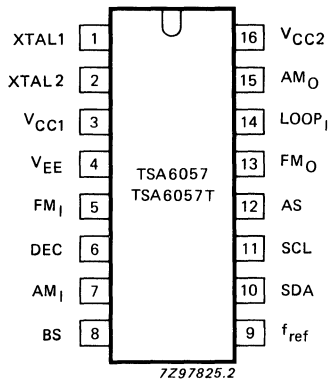 XTAL1 1 16 VCC2
XTAL2 2 15 AMO
VCC1 3 14 LOOPI
VEE 4 13 FMO
TSA6057
TSA6057T
FMI 5 12 AS
DEC 6 11 SCL
AMI 7 10 SDA
BS 8 9 fref
7Z97825.2